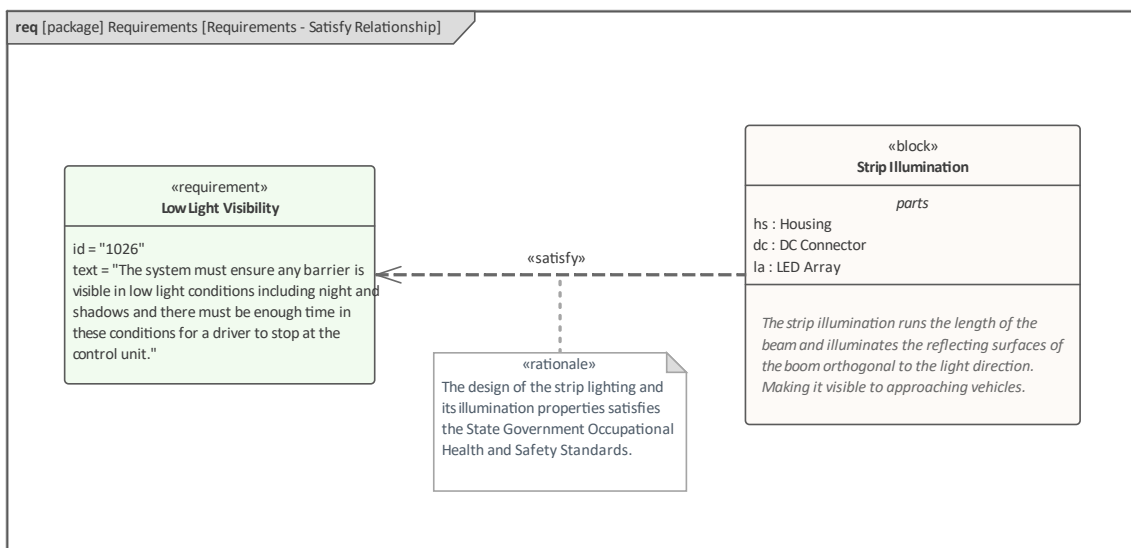 req [package] Requirements [Requirements - Satisfy Relationship]
«requirement»
Low Light Visibility
id = "1026"
text = "The system must ensure any barrier is
visible in low light conditions including night and
shadows and there must be enough time in
these conditions for a driver to stop at the
control unit."
«satisfy»
«rationale»
The design of the strip lighting and
its illumination properties satisfies
the State Government Occupational
Health and Safety Standards.
«block»
Strip Illumination
parts
hs : Housing
dc : DC Connector
la : LED Array
The strip illumination runs the length of the
beam and illuminates the reflecting surfaces of
the boom orthogonal to the light direction.
Making it visible to approaching vehicles.